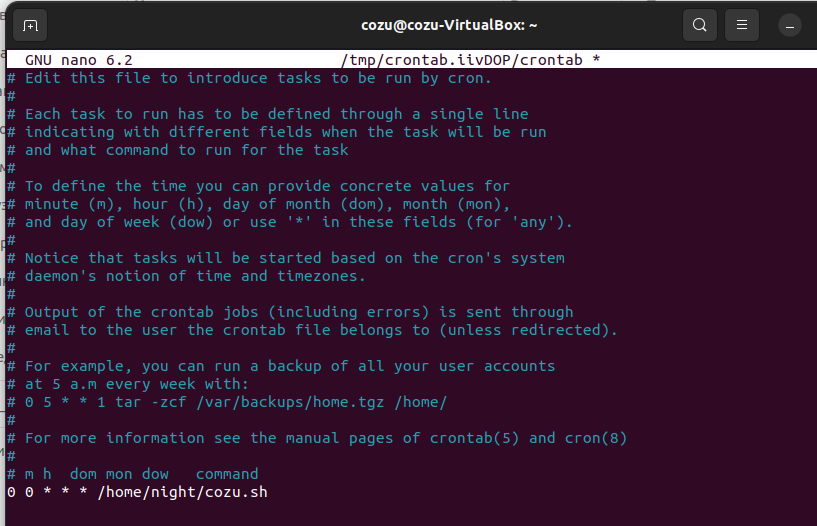 cozu@cozu-VirtualBox: ~
GNU nano 6.2 /tmp/crontab.iivDOP/crontab *
# Edit this file to introduce tasks to be run by cron.
#
# Each task to run has to be defined through a single line
# indicating with different fields when the task will be run
# and what command to run for the task
#
# To define the time you can provide concrete values for
# minute (m), hour (h), day of month (dom), month (mon),
# and day of week (dow) or use '*' in these fields (for 'any').
#
# Notice that tasks will be started based on the cron's system
# daemon's notion of time and timezones.
#
# Output of the crontab jobs (including errors) is sent through
# email to the user the crontab file belongs to (unless redirected).
#
# For example, you can run a backup of all your user accounts
# at 5 a.m every week with:
# 0 5 * * 1 tar -zcf /var/backups/home.tgz /home/
#
# For more information see the manual pages of crontab(5) and cron(8)
#
# m h  dom mon dow   command
0 0 * * * /home/night/cozu.sh